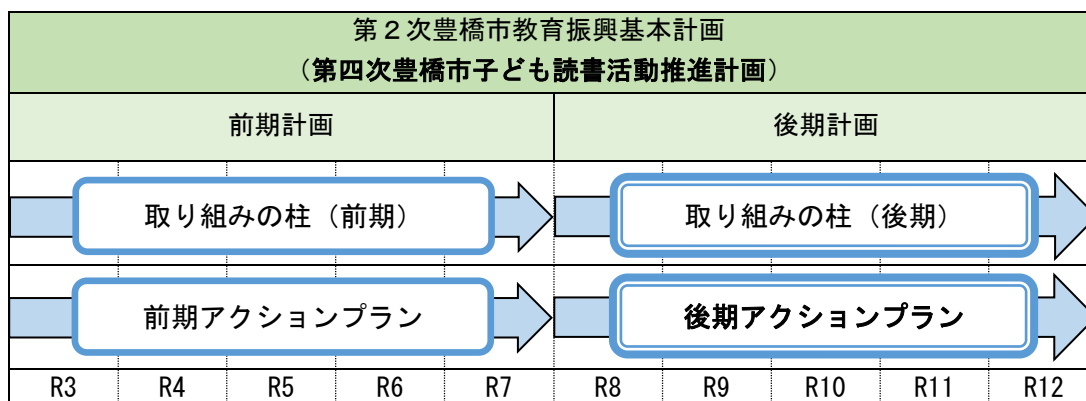 第２次豊橋市教育振興基本計画
（第四次豊橋市子ども読書活動推進計画）
前期計画
後期計画
取り組みの柱（前期）
取り組みの柱（後期）
前期アクションプラン
後期アクションプラン
R3 R4 R5 R6 R7 R8 R9 R10 R11 R12